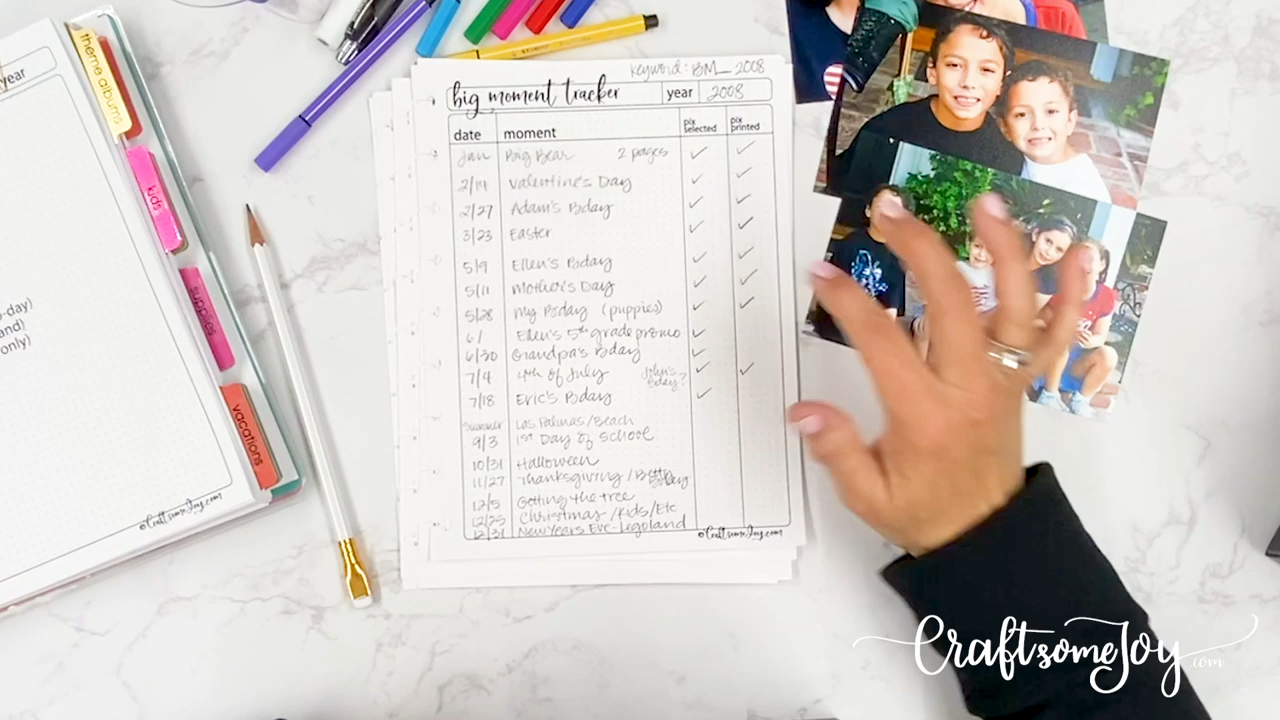 year
theme albums
kids
supplies
vacations
o-day)
and)
only)
©CraftsomeJoy.com
keyword: BM_2008
big moment tracker year 2008
date moment pix selected pix printed
Jan Big Bear 2 pages ✓ ✓
2/14 Valentine's Day ✓ ✓
2/27 Adam's Bday ✓ ✓
3/23 Easter ✓ ✓
5/9 Ellen's Bday ✓ ✓
5/11 Mother's Day ✓ ✓
5/28 My Bday (puppies) ✓ ✓
6/ Ellen's 5th grade promo ✓
6/30 Grandpa's Bday ✓
7/4 4th of July John's Bday? ✓ ✓
7/18 Eric's Bday ✓
Summer Las Palmas/Beach
9/3 1st Day of School
10/31 Halloween
11/27 Thanksgiving / Bday
12/5 Getting the tree
12/25 Christmas /Kids/Etc
12/31 New Years Eve-Legoland
©CraftsomeJoy.com
CraftsomeJoy.com